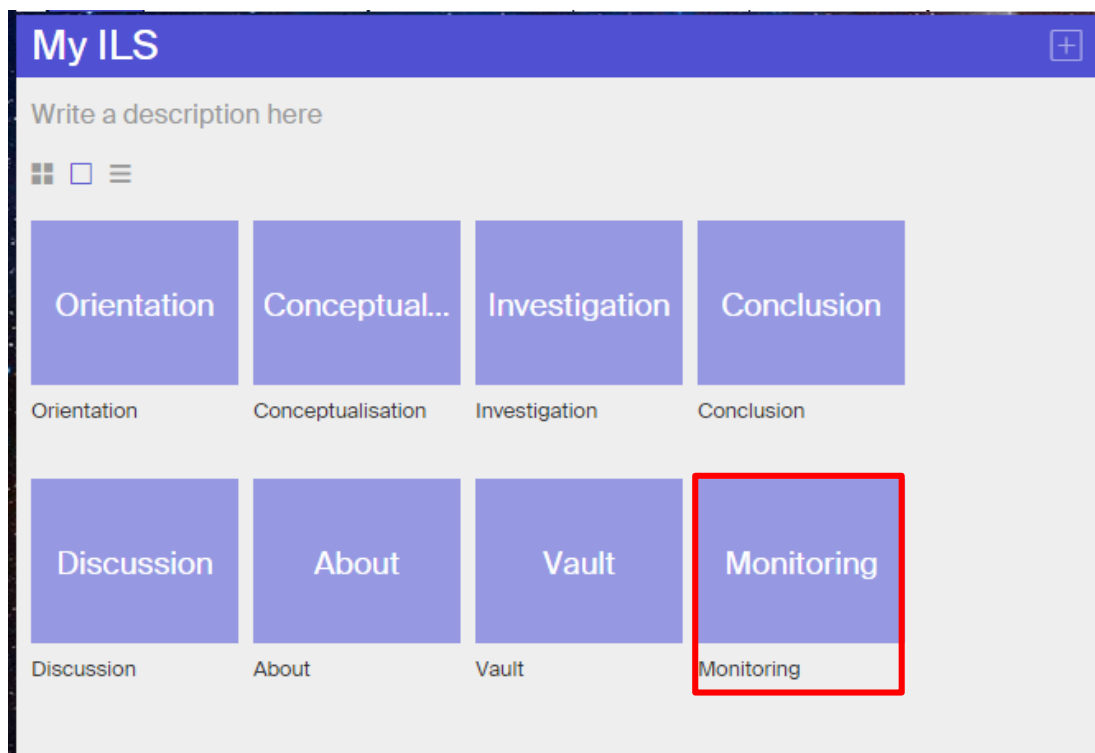 My ILS
Write a description here
Orientation Conceptual... Investigation Conclusion
Orientation Conceptualisation Investigation Conclusion
Discussion About Vault Monitoring
Discussion About Vault Monitoring